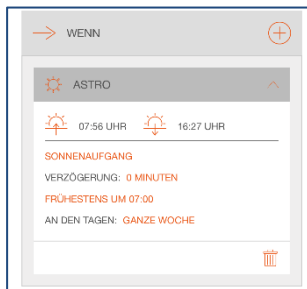 WENN
ASTRO
07:56 UHR 16:27 UHR
SONNENAUFGANG
VERZÖGERUNG: 0 MINUTEN
FRÜHESTENS UM 07:00
AN DEN TAGEN: GANZE WOCHE